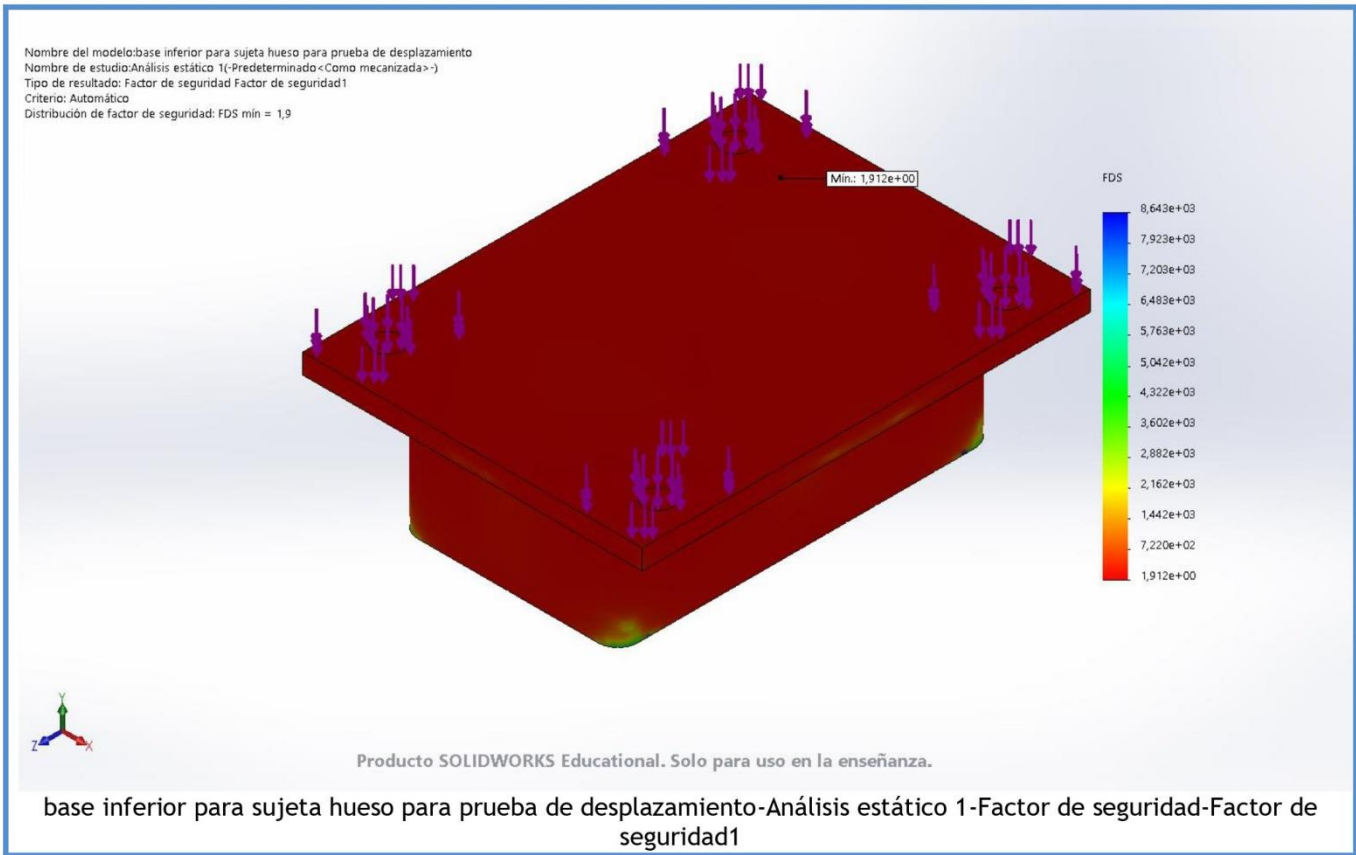 Nombre del modelo:base inferior para sujeta hueso para prueba de desplazamiento
Nombre de estudio:Análisis estático 1(-Predeterminado<Como mecanizada>-)
Tipo de resultado: Factor de seguridad Factor de seguridad1
Criterio: Automático
Distribución de factor de seguridad: FDS mín = 1,9
Mín.: 1,912e+00
FDS
8,643e+03
7,923e+03
7,203e+03
6,483e+03
5,763e+03
5,042e+03
4,322e+03
3,602e+03
2,882e+03
2,162e+03
1,442e+03
7,220e+02
1,912e+00
Y
Z
X
Producto SOLIDWORKS Educational. Solo para uso en la enseñanza.
base inferior para sujeta hueso para prueba de desplazamiento-Análisis estático 1-Factor de seguridad-Factor de
seguridad1